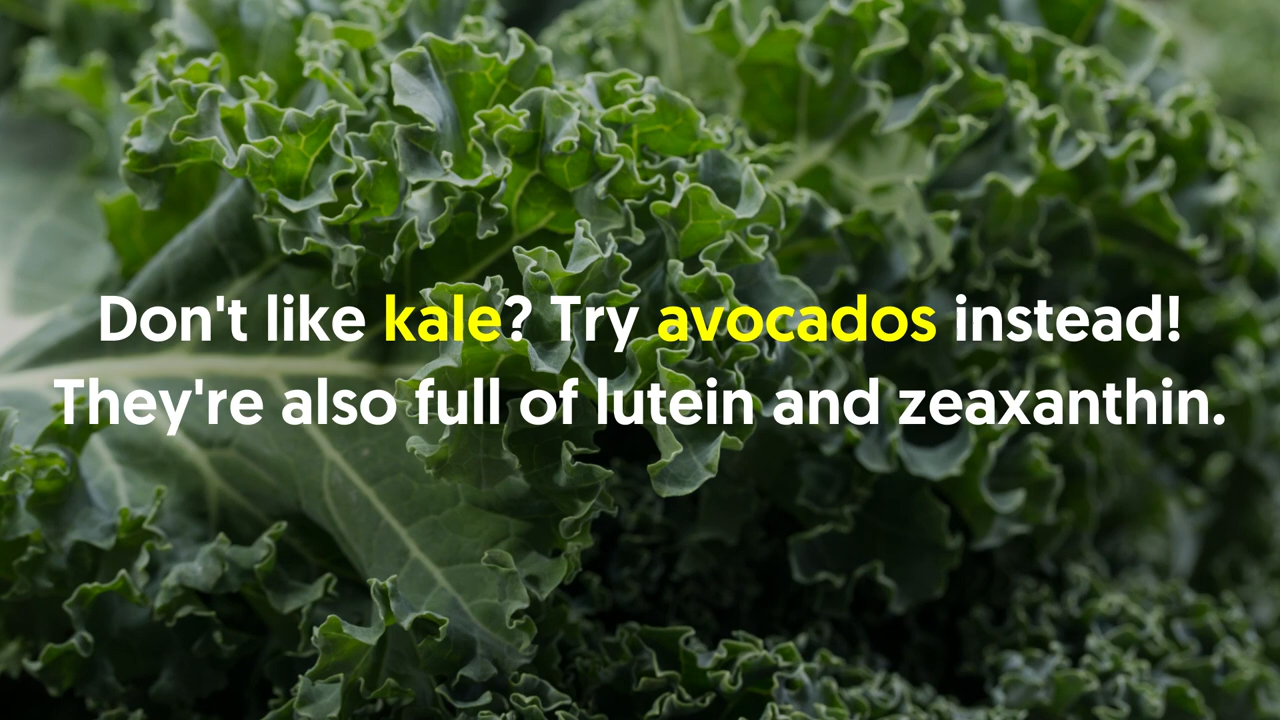 Don't like kale? Try avocados instead!
They're also full of lutein and zeaxanthin.